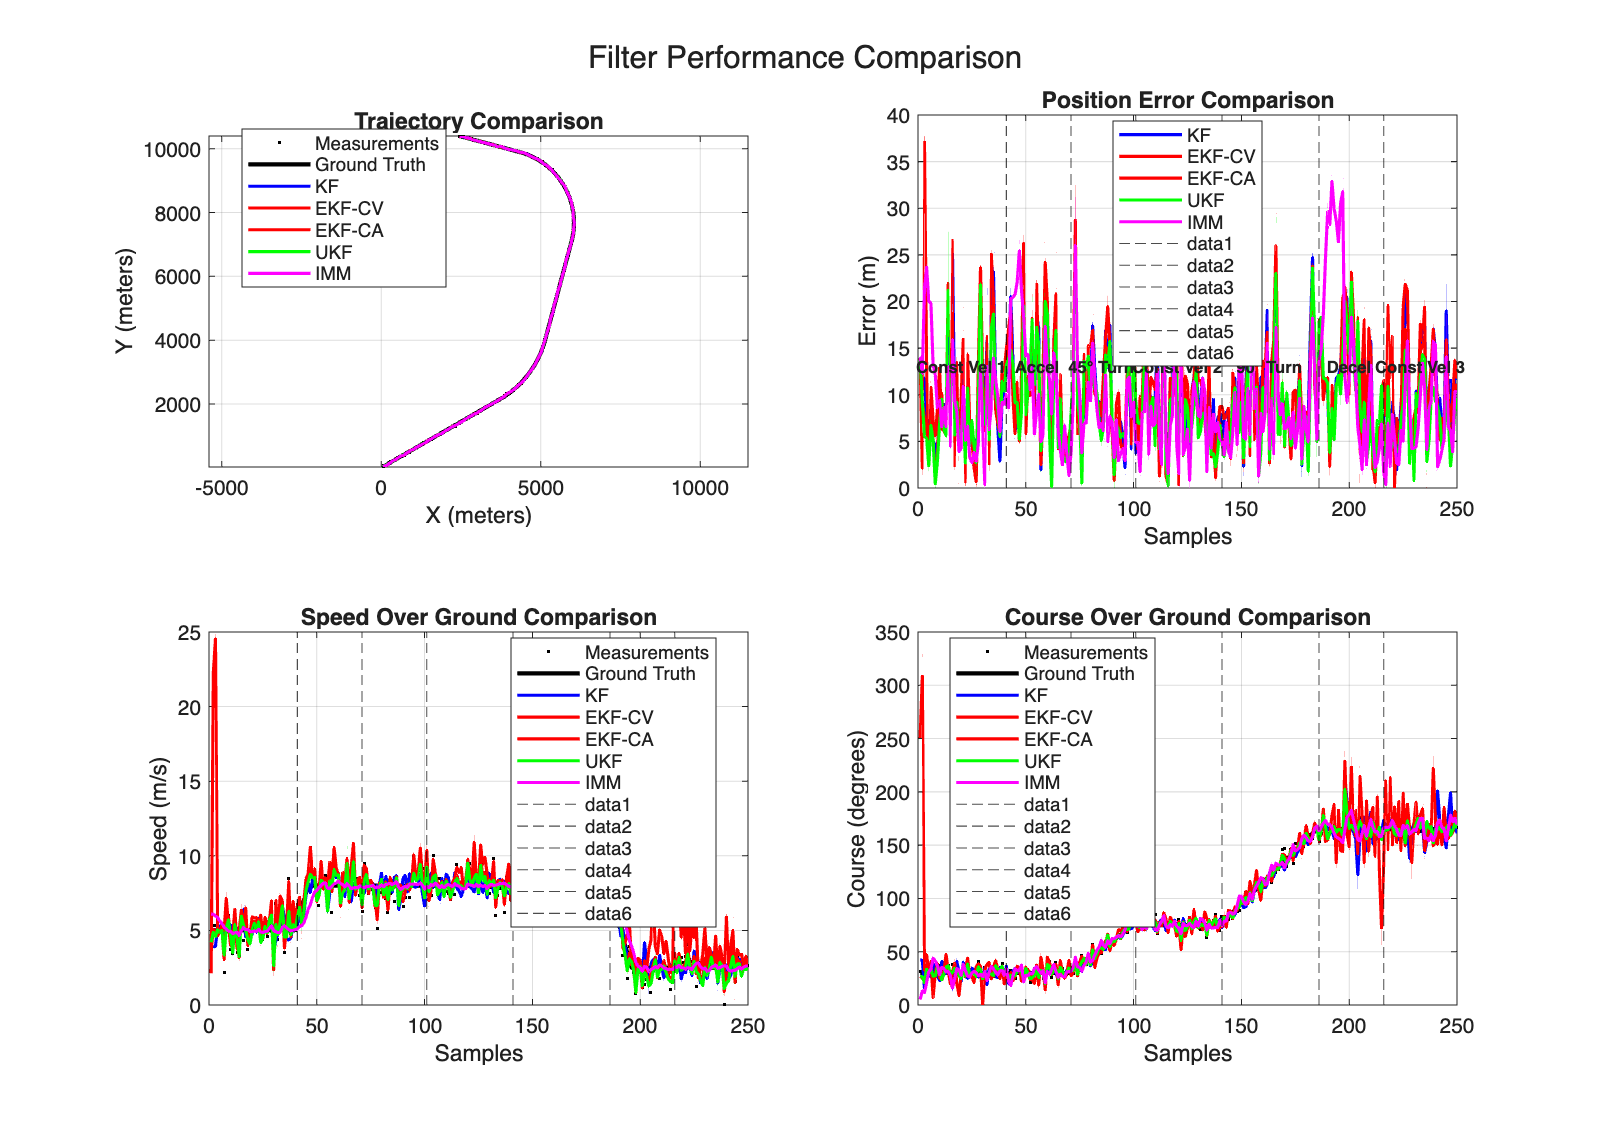 Filter Performance Comparison
Trajectory Comparison
Measurements
Ground Truth
KF
EKF-CV
EKF-CA
UKF
IMM
10000
8000
6000
4000
2000
Y (meters)
-5000
0
5000
10000
X (meters)
Position Error Comparison
KF
EKF-CV
EKF-CA
UKF
IMM
data1
data2
data3
data4
data5
data6
40
35
30
25
20
15
10
5
0
Error (m)
Const Vel 1
Accel
45° Turn
Const Vel 2
90° Turn
Decel
Const Vel 3
0
50
100
150
200
250
Samples
Speed Over Ground Comparison
Measurements
Ground Truth
KF
EKF-CV
EKF-CA
UKF
IMM
data1
data2
data3
data4
data5
data6
25
20
15
10
5
0
Speed (m/s)
0
50
100
150
200
250
Samples
Course Over Ground Comparison
Measurements
Ground Truth
KF
EKF-CV
EKF-CA
UKF
IMM
data1
data2
data3
data4
data5
data6
350
300
250
200
150
100
50
0
Course (degrees)
0
50
100
150
200
250
Samples